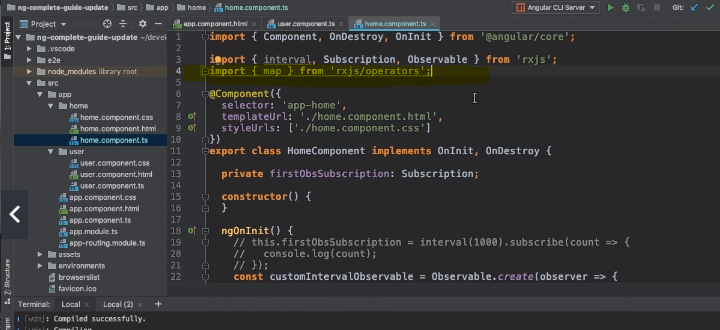 ng-complete-guide-update
src
app
home
home.component.ts
Angular CLI Server
Git:
Project
app.component.html
user.component.ts
home.component.ts
1: Project
ng-complete-guide-update ~/devel
.vscode
e2e
node_modules library root
src
app
home
home.component.css
home.component.html
home.component.ts
user
user.component.css
user.component.html
user.component.ts
app.component.css
app.component.html
app.component.ts
app.module.ts
app-routing.module.ts
assets
environments
browserslist
favicon.ico
1 import { Component, OnDestroy, OnInit } from '@angular/core';
2
3 import { interval, Subscription, Observable } from 'rxjs';
4 import { map } from 'rxjs/operators';
5
6 @Component({
7 selector: 'app-home',
8 templateUrl: './home.component.html',
9 styleUrls: ['./home.component.css']
10 })
11 export class HomeComponent implements OnInit, OnDestroy {
12
13 private firstObsSubscription: Subscription;
14
15 constructor() {
16 }
17
18 ngOnInit() {
19 // this.firstObsSubscription = interval(1000).subscribe(count => {
20 // console.log(count);
21 // });
22 const customIntervalObservable = Observable.create(observer => {
Z: Structure
Terminal: Local × Local (2) × +
npm
i [wdm]: Compiled successfully.
i [wdm]: Compiling...